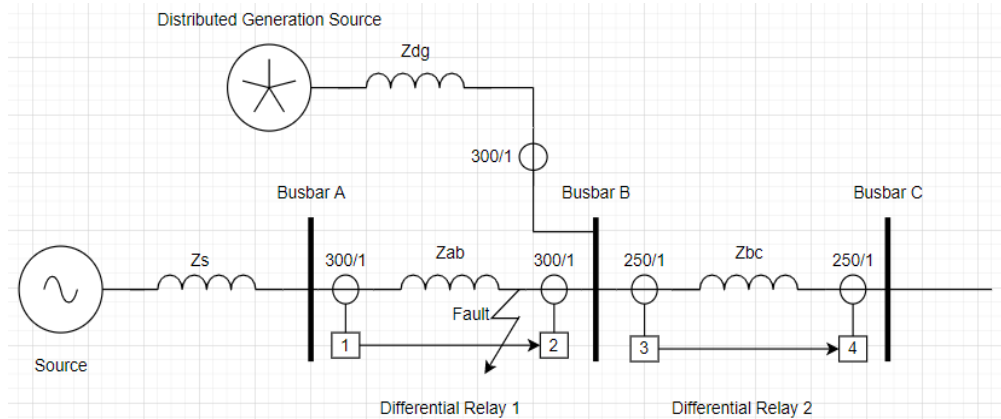 Distributed Generation Source
Zdg
300/1
Busbar A
Busbar B
Busbar C
Zs
300/1
Zab
300/1
250/1
Zbc
250/1
Fault
1
2
3
4
Source
Differential Relay 1
Differential Relay 2